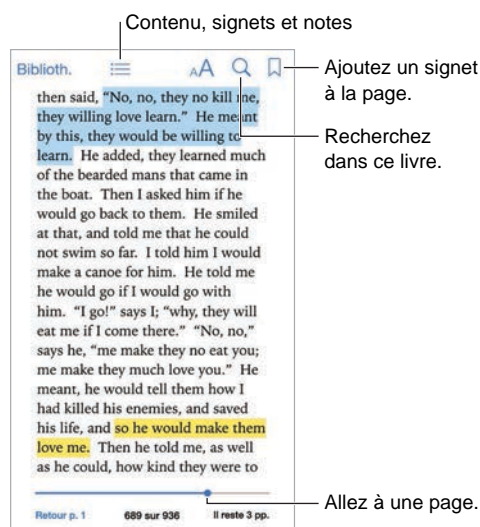 Contenu, signets et notes
Biblioth. AA
Ajoutez un signet
à la page.
Recherchez
dans ce livre.
then said, “No, no, they no kill me,
they willing love learn.” He meant
by this, they would be willing to
learn. He added, they learned much
of the bearded mans that came in
the boat. Then I asked him if he
would go back to them. He smiled
at that, and told me that he could
not swim so far. I told him I would
make a canoe for him. He told me
he would go if I would go with
him. “I go!” says I; “why, they will
eat me if I come there.” “No, no,”
says he, “me make they no eat you;
me make they much love you.” He
meant, he would tell them how I
had killed his enemies, and saved
his life, and so he would make them
love me. Then he told me, as well
as he could, how kind they were to
Allez à une page.
Retour p. 1 689 sur 936 Il reste 3 pp.